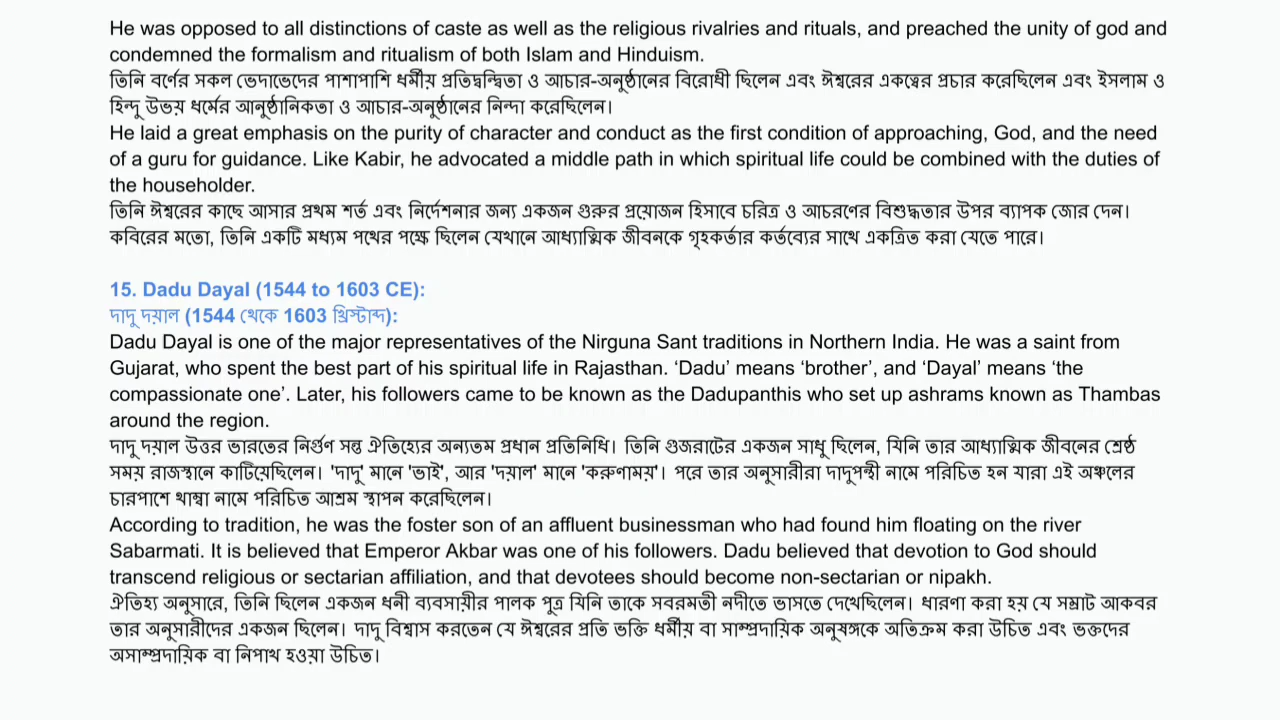 He was opposed to all distinctions of caste as well as the religious rivalries and rituals, and preached the unity of god and
condemned the formalism and ritualism of both Islam and Hinduism.
তিনি বর্ণের সকল ভেদাভেদের পাশাপাশি ধর্মীয় প্রতিদ্বন্দ্বিতা ও আচার-অনুষ্ঠানের বিরোধী ছিলেন এবং ঈশ্বরের একত্বের প্রচার করেছিলেন এবং ইসলাম ও
হিন্দু উভয় ধর্মের আনুষ্ঠানিকতা ও আচার-অনুষ্ঠানের নিন্দা করেছিলেন।
He laid a great emphasis on the purity of character and conduct as the first condition of approaching, God, and the need
of a guru for guidance. Like Kabir, he advocated a middle path in which spiritual life could be combined with the duties of
the householder.
তিনি ঈশ্বরের কাছে আসার প্রথম শর্ত এবং নির্দেশনার জন্য একজন গুরুর প্রয়োজন হিসাবে চরিত্র ও আচরণের বিশুদ্ধতার উপর ব্যাপক জোর দেন।
কবিরের মতো, তিনি একটি মধ্যম পথের পক্ষে ছিলেন যেখানে আধ্যাত্মিক জীবনকে গৃহকর্তার কর্তব্যের সাথে একত্রিত করা যেতে পারে।
15. Dadu Dayal (1544 to 1603 CE):
দাদু দয়াল (1544 থেকে 1603 খ্রিস্টাব্দ):
Dadu Dayal is one of the major representatives of the Nirguna Sant traditions in Northern India. He was a saint from
Gujarat, who spent the best part of his spiritual life in Rajasthan. ‘Dadu’ means ‘brother’, and ‘Dayal’ means ‘the
compassionate one’. Later, his followers came to be known as the Dadupanthis who set up ashrams known as Thambas
around the region.
দাদু দয়াল উত্তর ভারতের নির্গুণ সন্ত ঐতিহ্যের অন্যতম প্রধান প্রতিনিধি। তিনি গুজরাটের একজন সাধু ছিলেন, যিনি তার আধ্যাত্মিক জীবনের শ্রেষ্ঠ
সময় রাজস্থানে কাটিয়েছিলেন। 'দাদু' মানে 'ভাই', আর 'দয়াল' মানে 'করুণাময়'। পরে তার অনুসারীরা দাদুপন্থী নামে পরিচিত হন যারা এই অঞ্চলের
চারপাশে থাম্বা নামে পরিচিত আশ্রম স্থাপন করেছিলেন।
According to tradition, he was the foster son of an affluent businessman who had found him floating on the river
Sabarmati. It is believed that Emperor Akbar was one of his followers. Dadu believed that devotion to God should
transcend religious or sectarian affiliation, and that devotees should become non-sectarian or nipakh.
ঐতিহ্য অনুসারে, তিনি ছিলেন একজন ধনী ব্যবসায়ীর পালক পুত্র যিনি তাকে সবরমতী নদীতে ভাসতে দেখেছিলেন। ধারণা করা হয় যে সম্রাট আকবর
তার অনুসারীদের একজন ছিলেন। দাদু বিশ্বাস করতেন যে ঈশ্বরের প্রতি ভক্তি ধর্মীয় বা সাম্প্রদায়িক অনুষঙ্গকে অতিক্রম করা উচিত এবং ভক্তদের
অসাম্প্রদায়িক বা নিপাখ হওয়া উচিত।